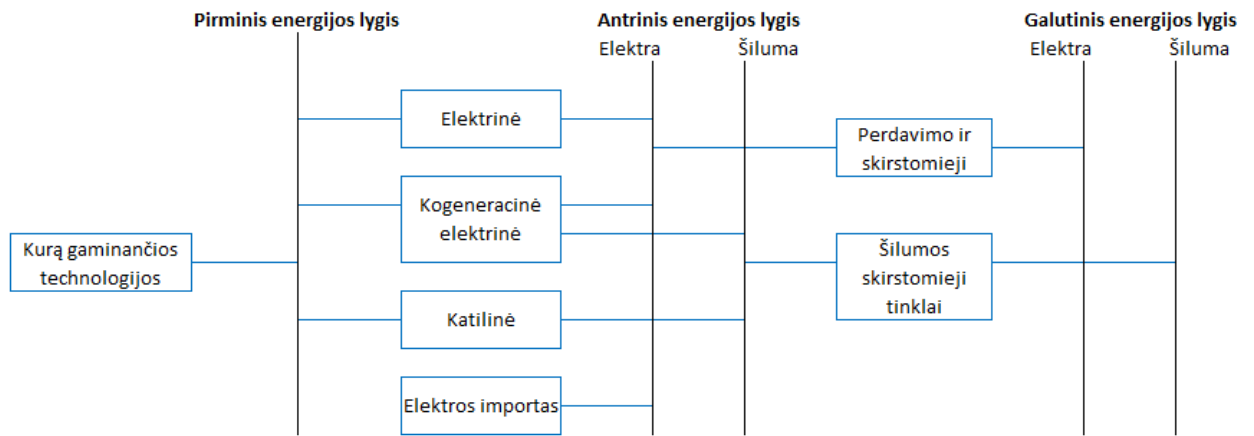 Pirminis energijos lygis
Antrinis energijos lygis
Galutinis energijos lygis
Elektra
Šiluma
Elektra
Šiluma
Elektrinė
Perdavimo ir
skirstomieji
Kogeneracinė
elektrinė
Kurą gaminančios
technologijos
Šilumos
skirstomieji
tinklai
Katilinė
Elektros importas